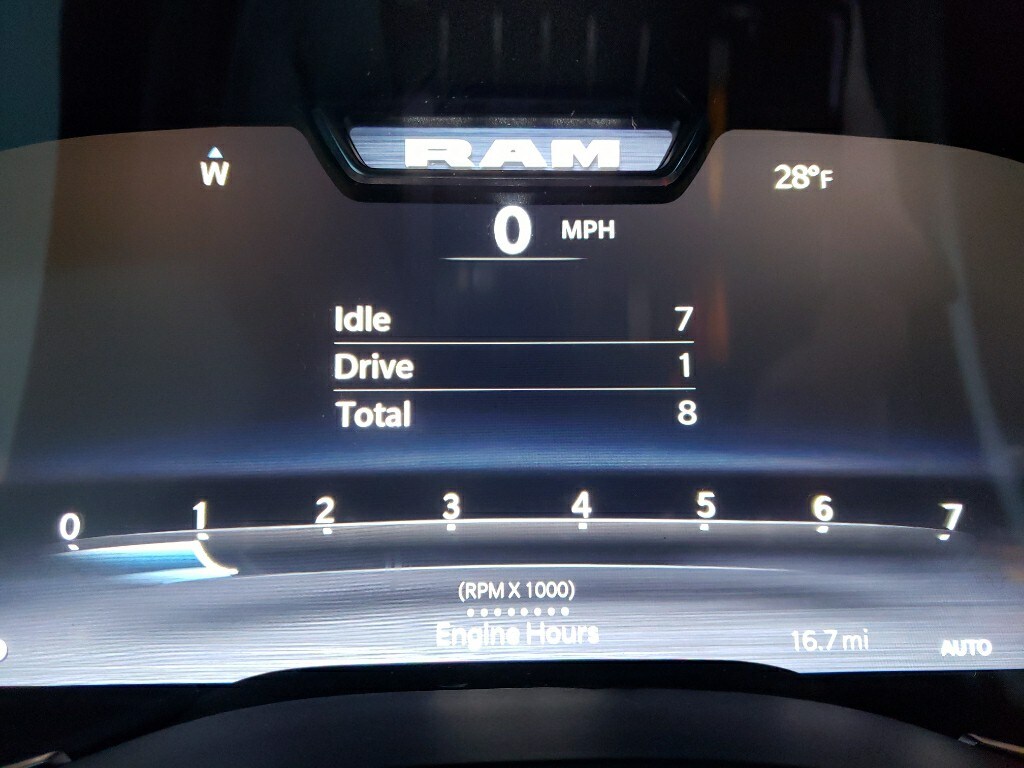 RAM
W
28°F
0 MPH
Idle 7
Drive 1
Total 8
0 1 2 3 4 5 6 7
(RPM X 1000)
Engine Hours
16.7 mi
AUTO